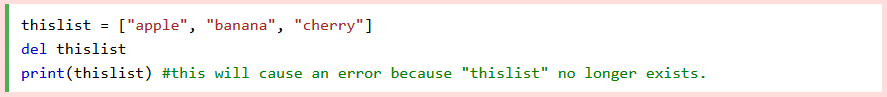 thislist = ["apple", "banana", "cherry"]
del thislist
print(thislist) #this will cause an error because "thislist" no longer exists.